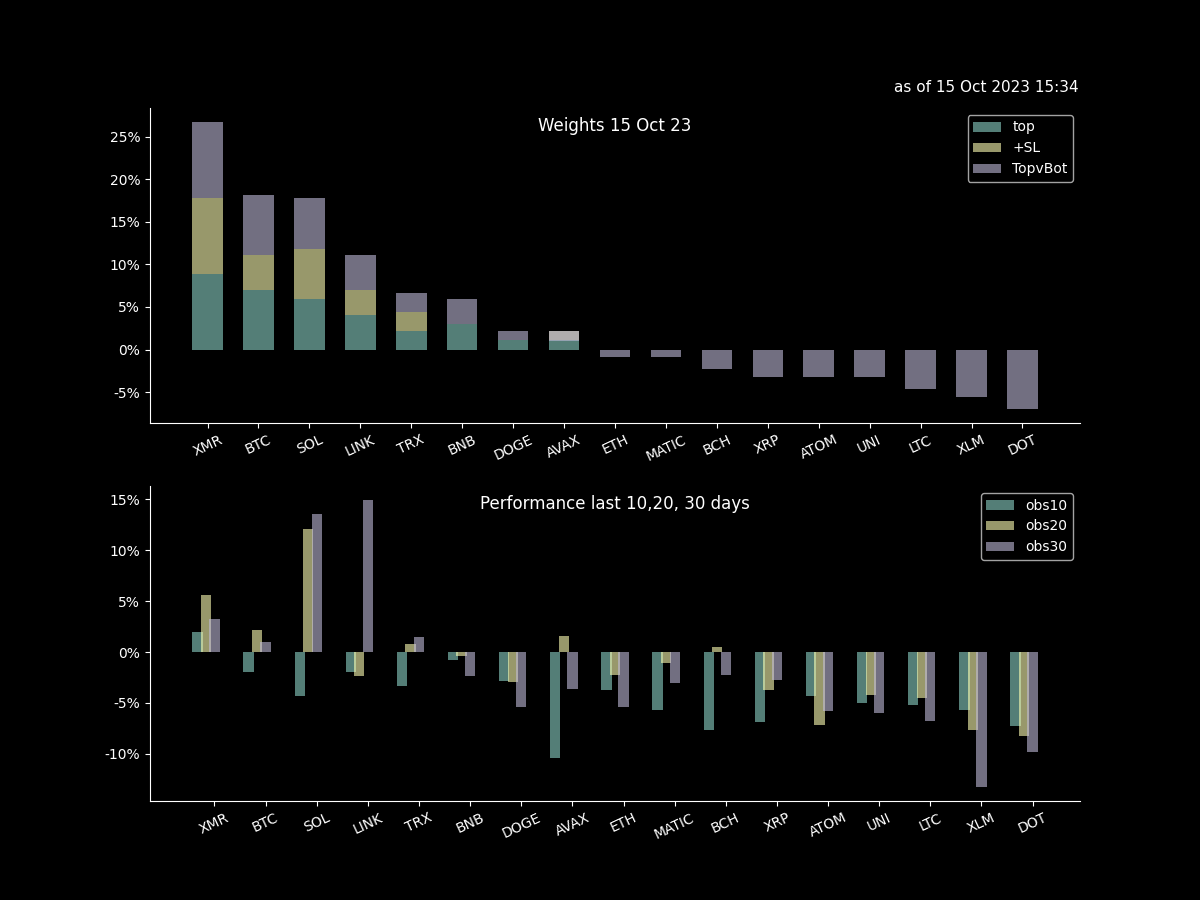 as of 15 Oct 2023 15:34
Weights 15 Oct 23
top
+SL
TopvBot
25%
20%
15%
10%
5%
0%
-5%
XMR BTC SOL LINK TRX BNB DOGE AVAX ETH MATIC BCH XRP ATOM UNI LTC XLM DOT
Performance last 10,20, 30 days
obs10
obs20
obs30
15%
10%
5%
0%
-5%
-10%
XMR BTC SOL LINK TRX BNB DOGE AVAX ETH MATIC BCH XRP ATOM UNI LTC XLM DOT